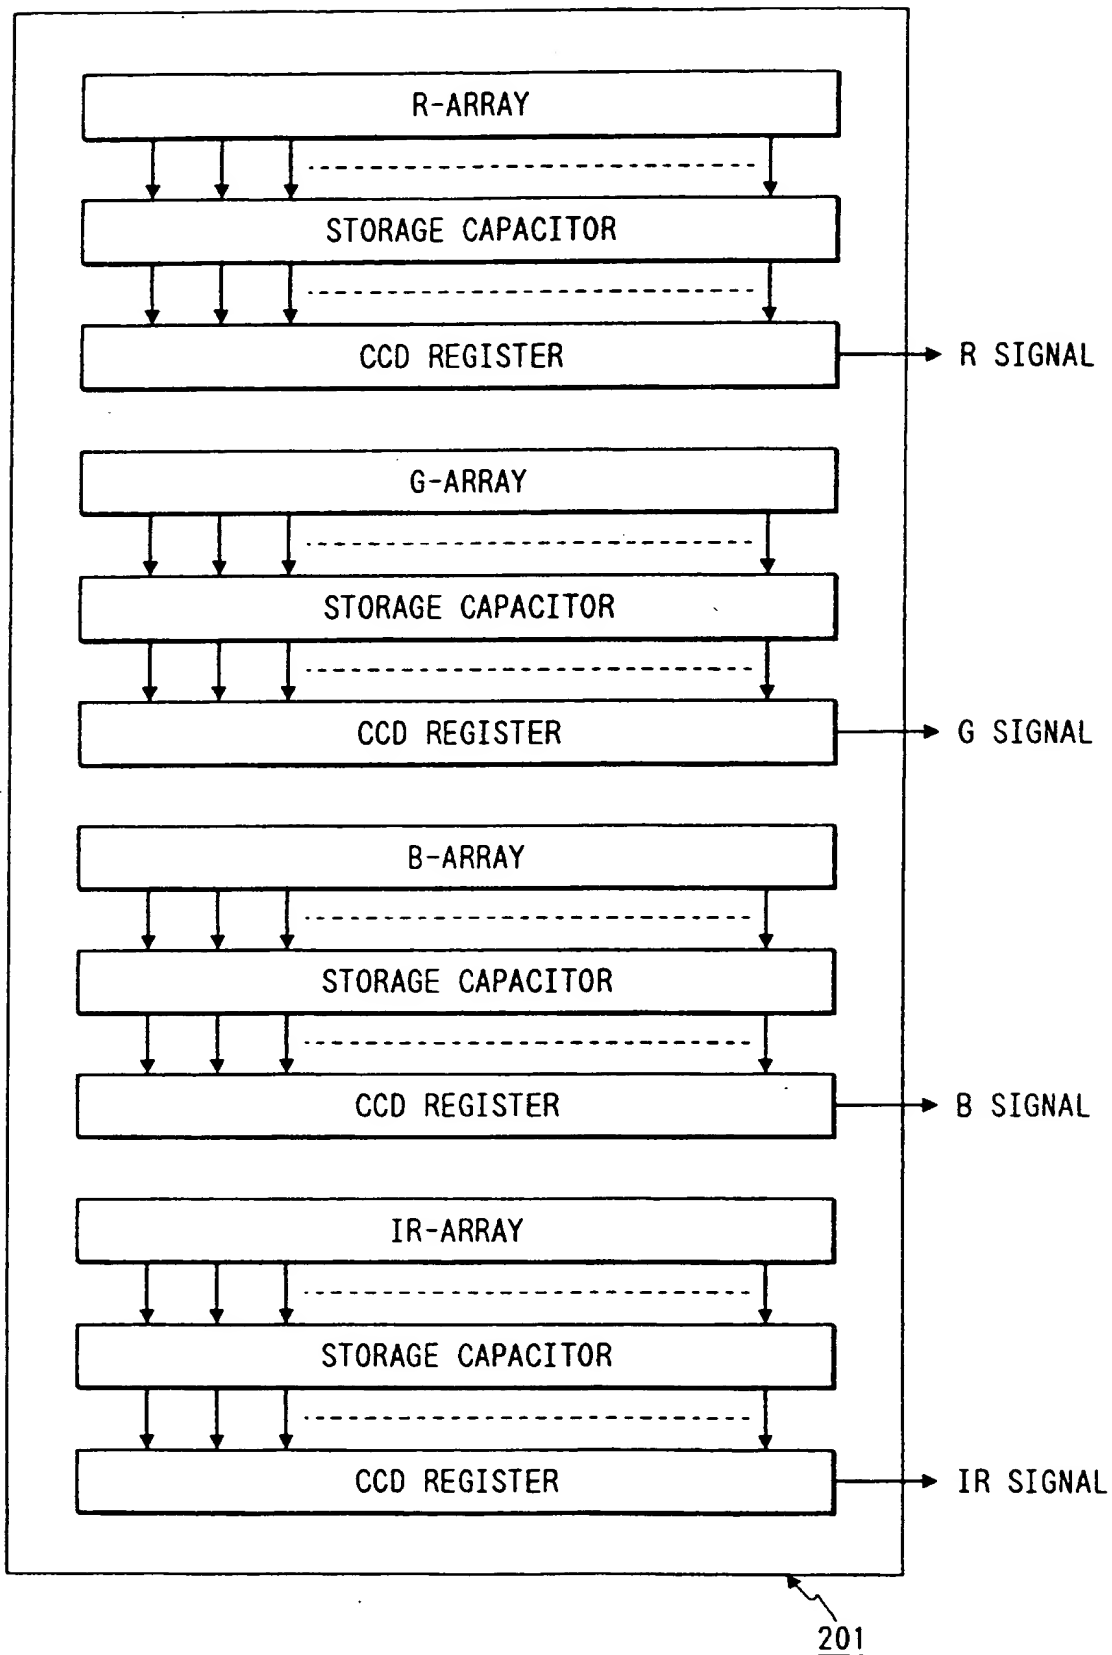 R-ARRAY
STORAGE CAPACITOR
CCD REGISTER
R SIGNAL
G-ARRAY
STORAGE CAPACITOR
CCD REGISTER
G SIGNAL
B-ARRAY
STORAGE CAPACITOR
CCD REGISTER
B SIGNAL
IR-ARRAY
STORAGE CAPACITOR
CCD REGISTER
IR SIGNAL
201